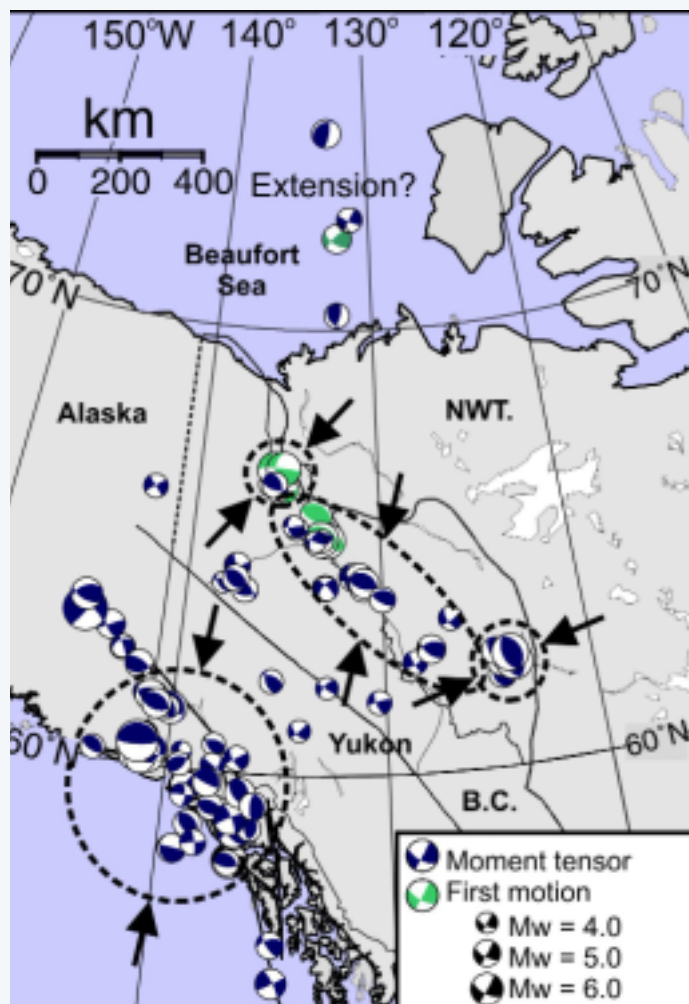 150°W 140° 130° 120°
km
0 200 400
Extension?
Beaufort
Sea
70°N 70°N
Alaska
NWT.
60°N 60°N
Yukon
B.C.
Moment tensor
First motion
Mw = 4.0
Mw = 5.0
Mw = 6.0